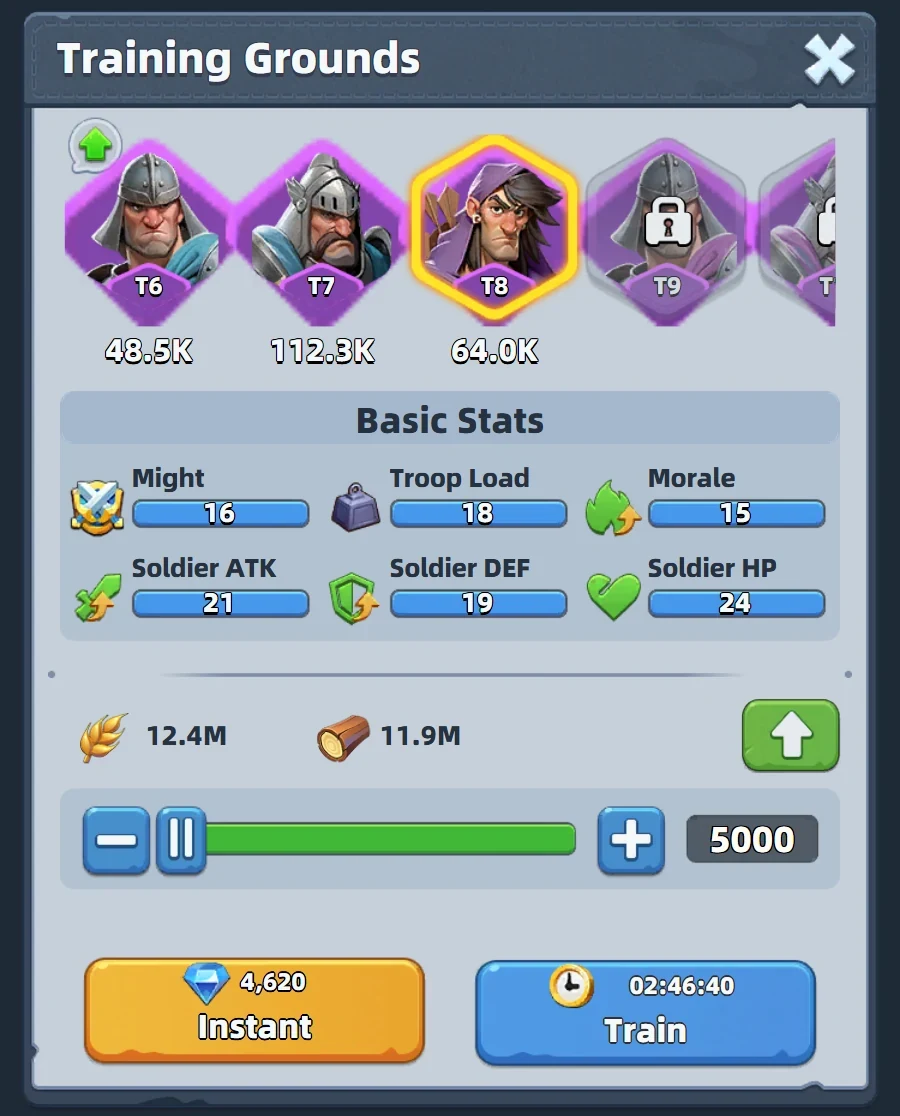 Training Grounds
T6 T7 T8 T9 T
48.5K 112.3K 64.0K
Basic Stats
Might Troop Load Morale
16 18 15
Soldier ATK Soldier DEF Soldier HP
21 19 24
12.4M 11.9M
5000
4,620 02:46:40
Instant Train